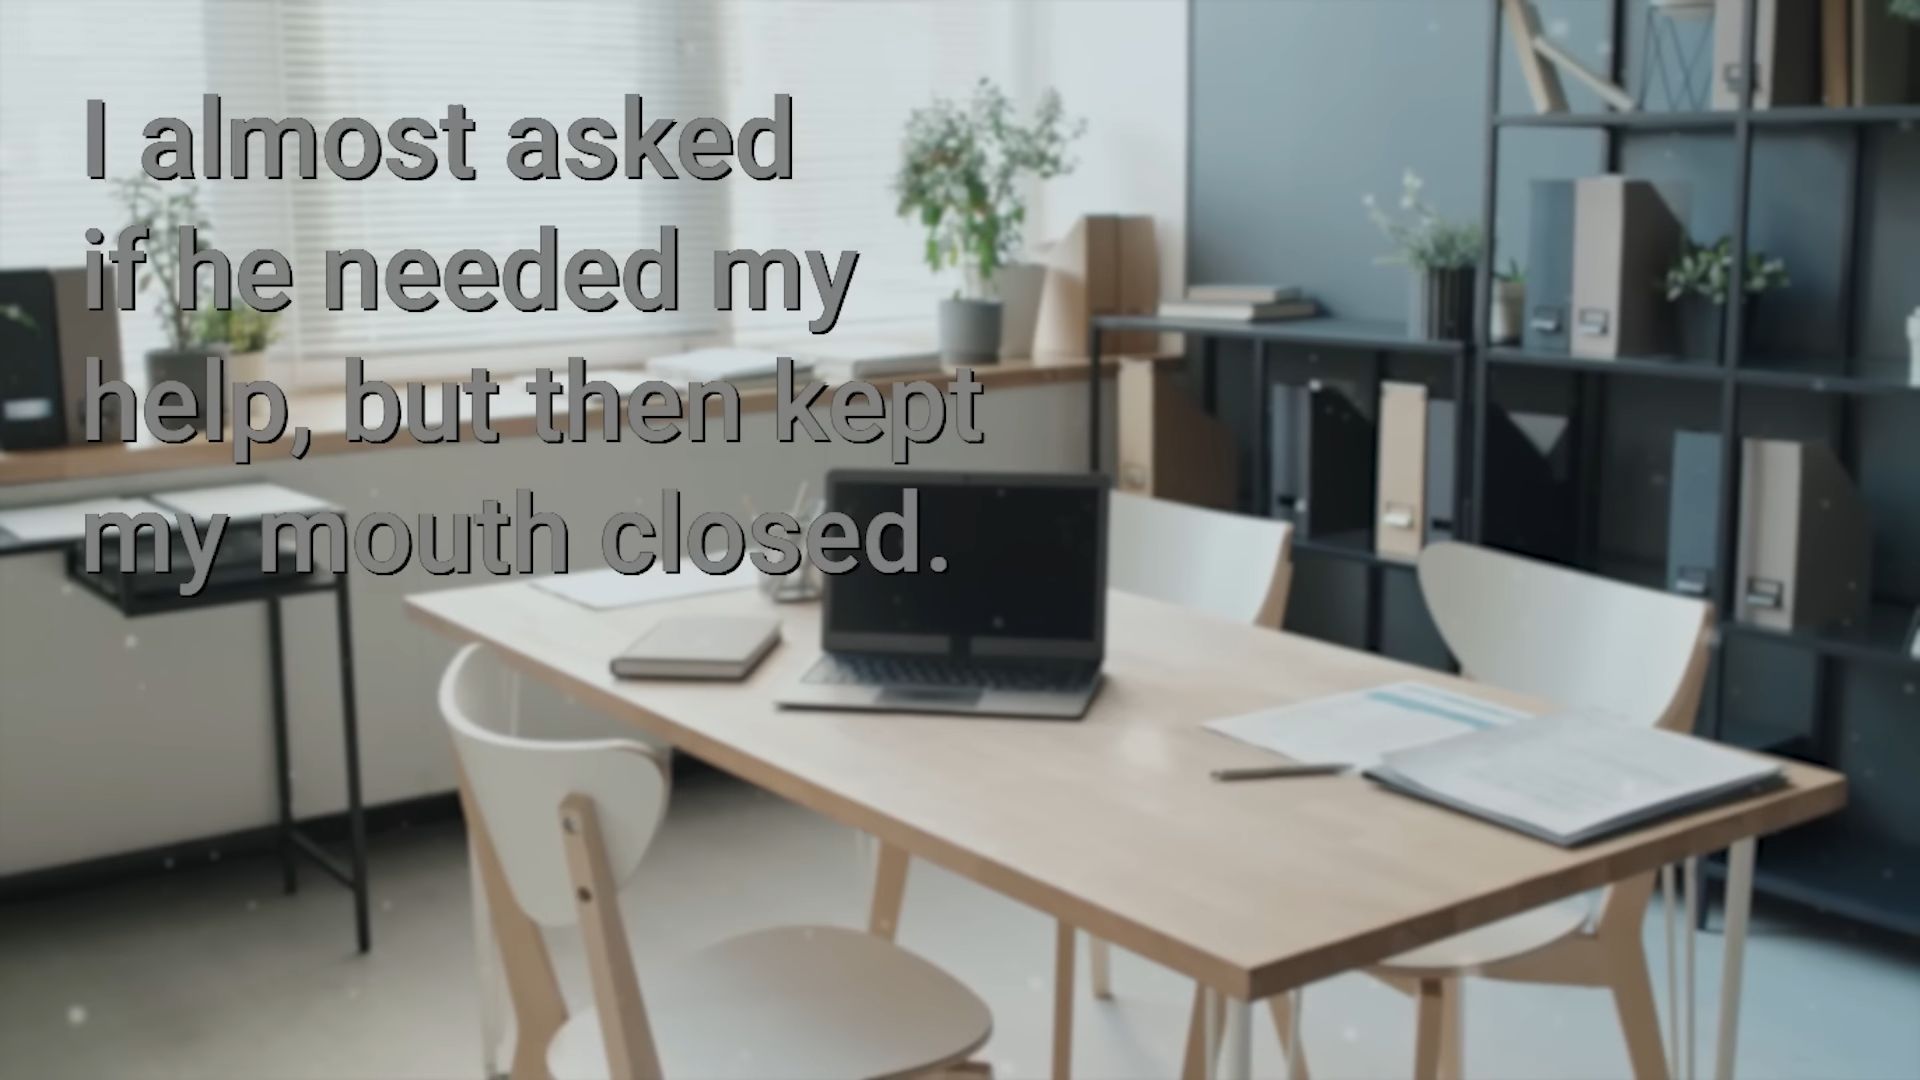 I almost asked
if he needed my
help, but then kept
my mouth closed.